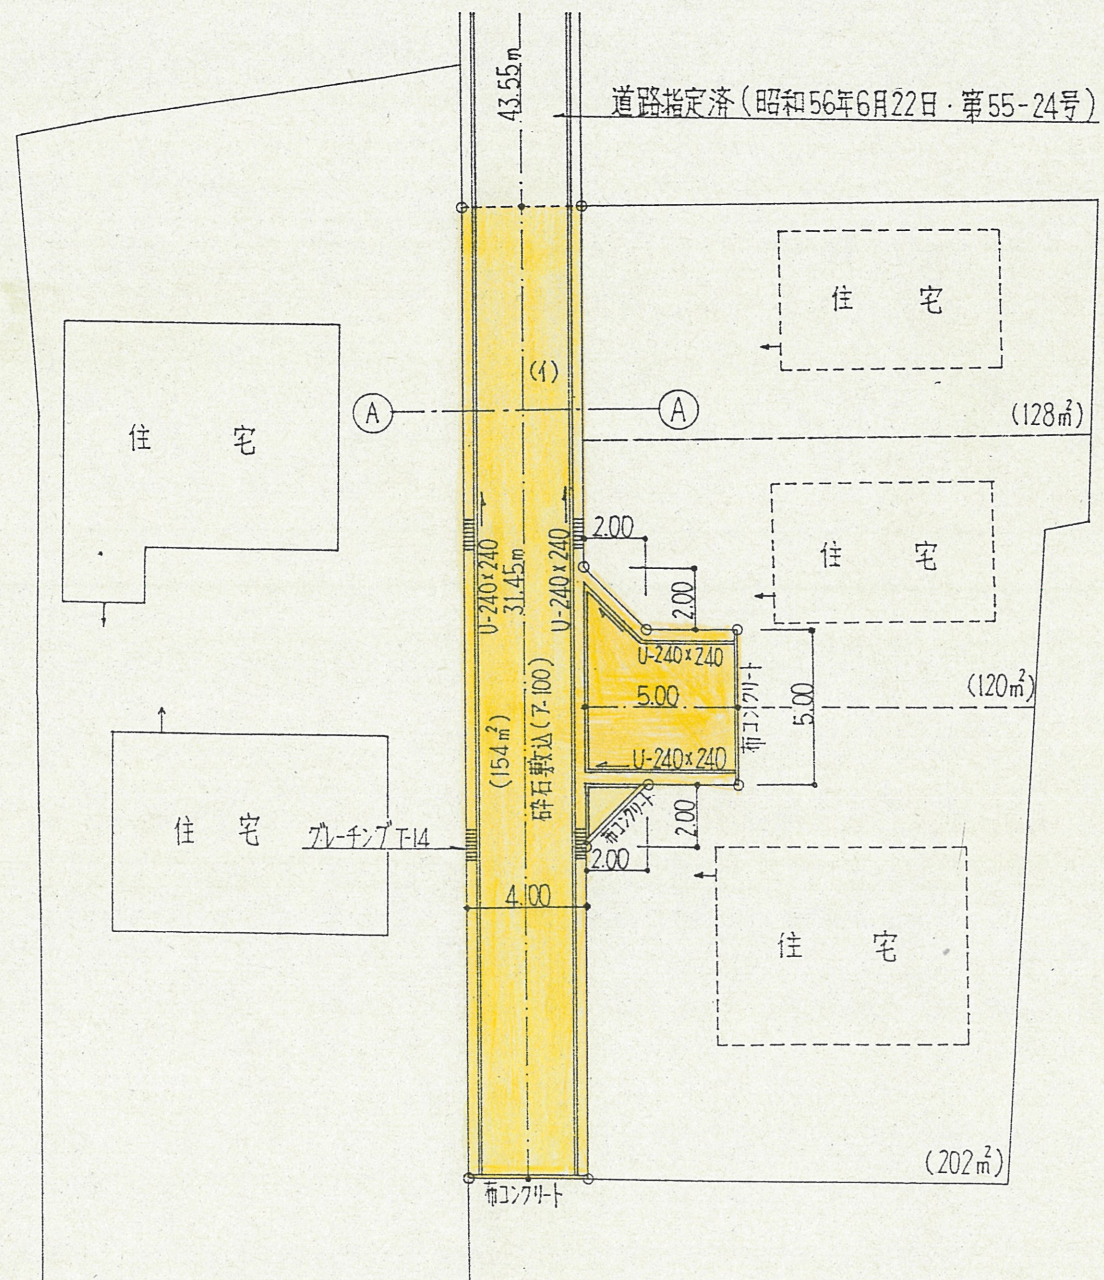 43.55m
道路指定済(昭和56年6月22日・第55-24号)
住 宅
(イ)
A
A
(128㎡)
住 宅
2.00
住 宅
U-240×240
31.45m
U-240×240
2.00
U-240×240
布コンクリート
5.00
5.00
(120㎡)
(154㎡)
砕石敷込(ア-100)
U-240×240
住 宅
グレーチングT-14
布コンクリート
2.00
2.00
4.00
住 宅
(202㎡)
布コンクリート